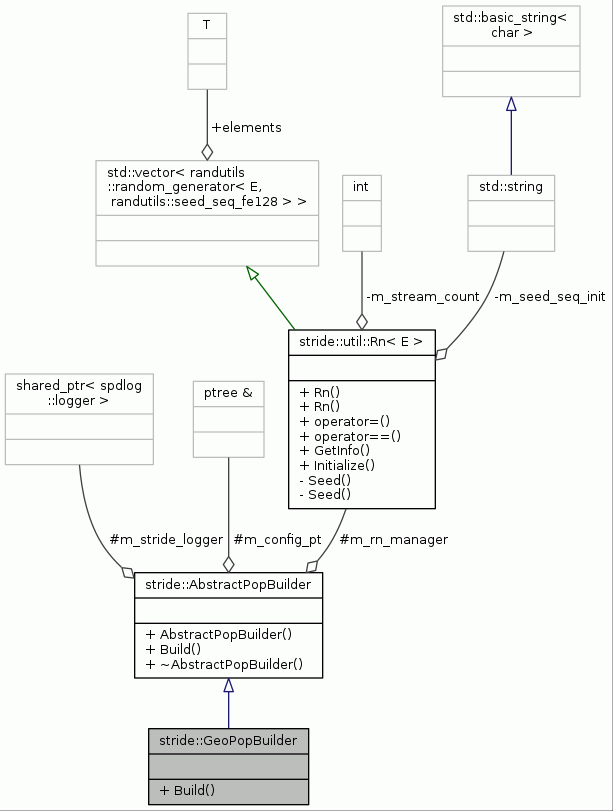 T
std::basic_string<
char >
+elements
std::vector< randutils
::random_generator< E,
randutils::seed_seq_fe128 > >
int
std::string
-m_stream_count
-m_seed_seq_init
stride::util::Rn< E >
+ Rn()
+ Rn()
+ operator=()
+ operator==()
+ GetInfo()
+ Initialize()
- Seed()
- Seed()
shared_ptr< spdlog
::logger >
ptree &
#m_stride_logger
#m_config_pt
#m_rn_manager
stride::AbstractPopBuilder
+ AbstractPopBuilder()
+ Build()
+ ~AbstractPopBuilder()
stride::GeoPopBuilder
+ Build()